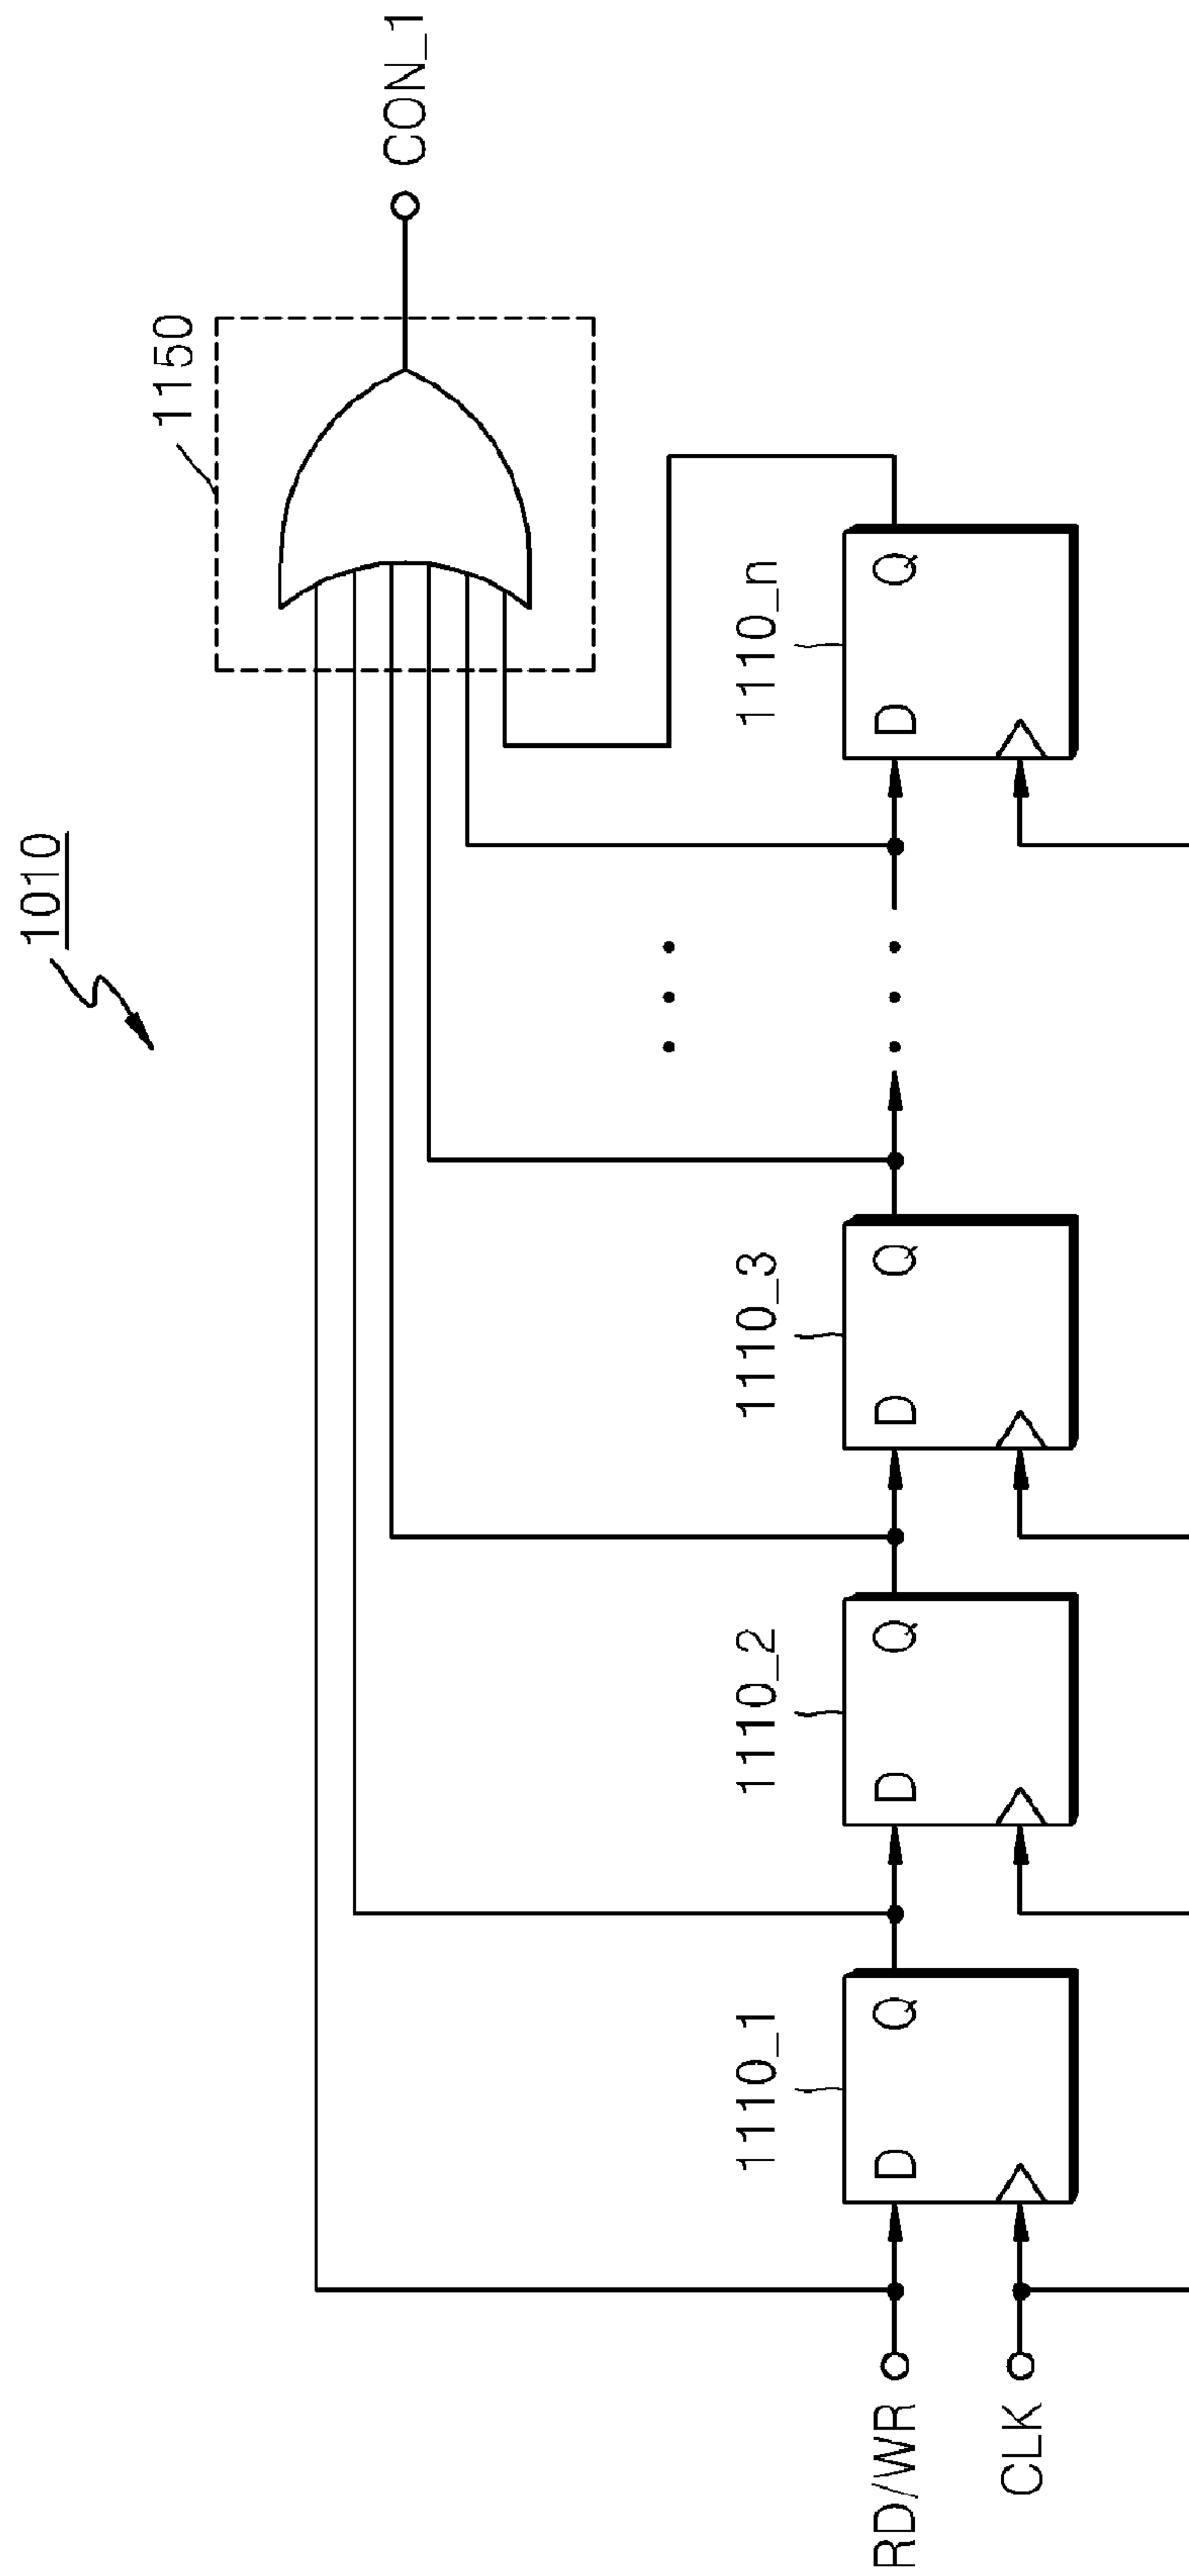 1010
1150
CON_1
1110_1
1110_2
1110_3
1110_n
RD/WR
D Q
D Q
D Q
D Q
CLK